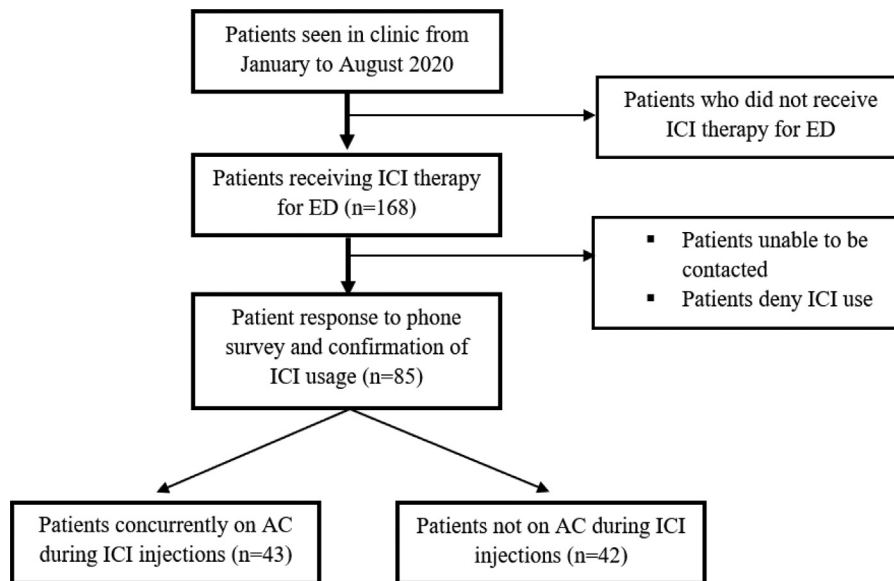 Patients seen in clinic from
January to August 2020
Patients who did not receive
ICI therapy for ED
Patients receiving ICI therapy
for ED (n=168)
▪ Patients unable to be
contacted
▪ Patients deny ICI use
Patient response to phone
survey and confirmation of
ICI usage (n=85)
Patients concurrently on AC
during ICI injections (n=43)
Patients not on AC during ICI
injections (n=42)